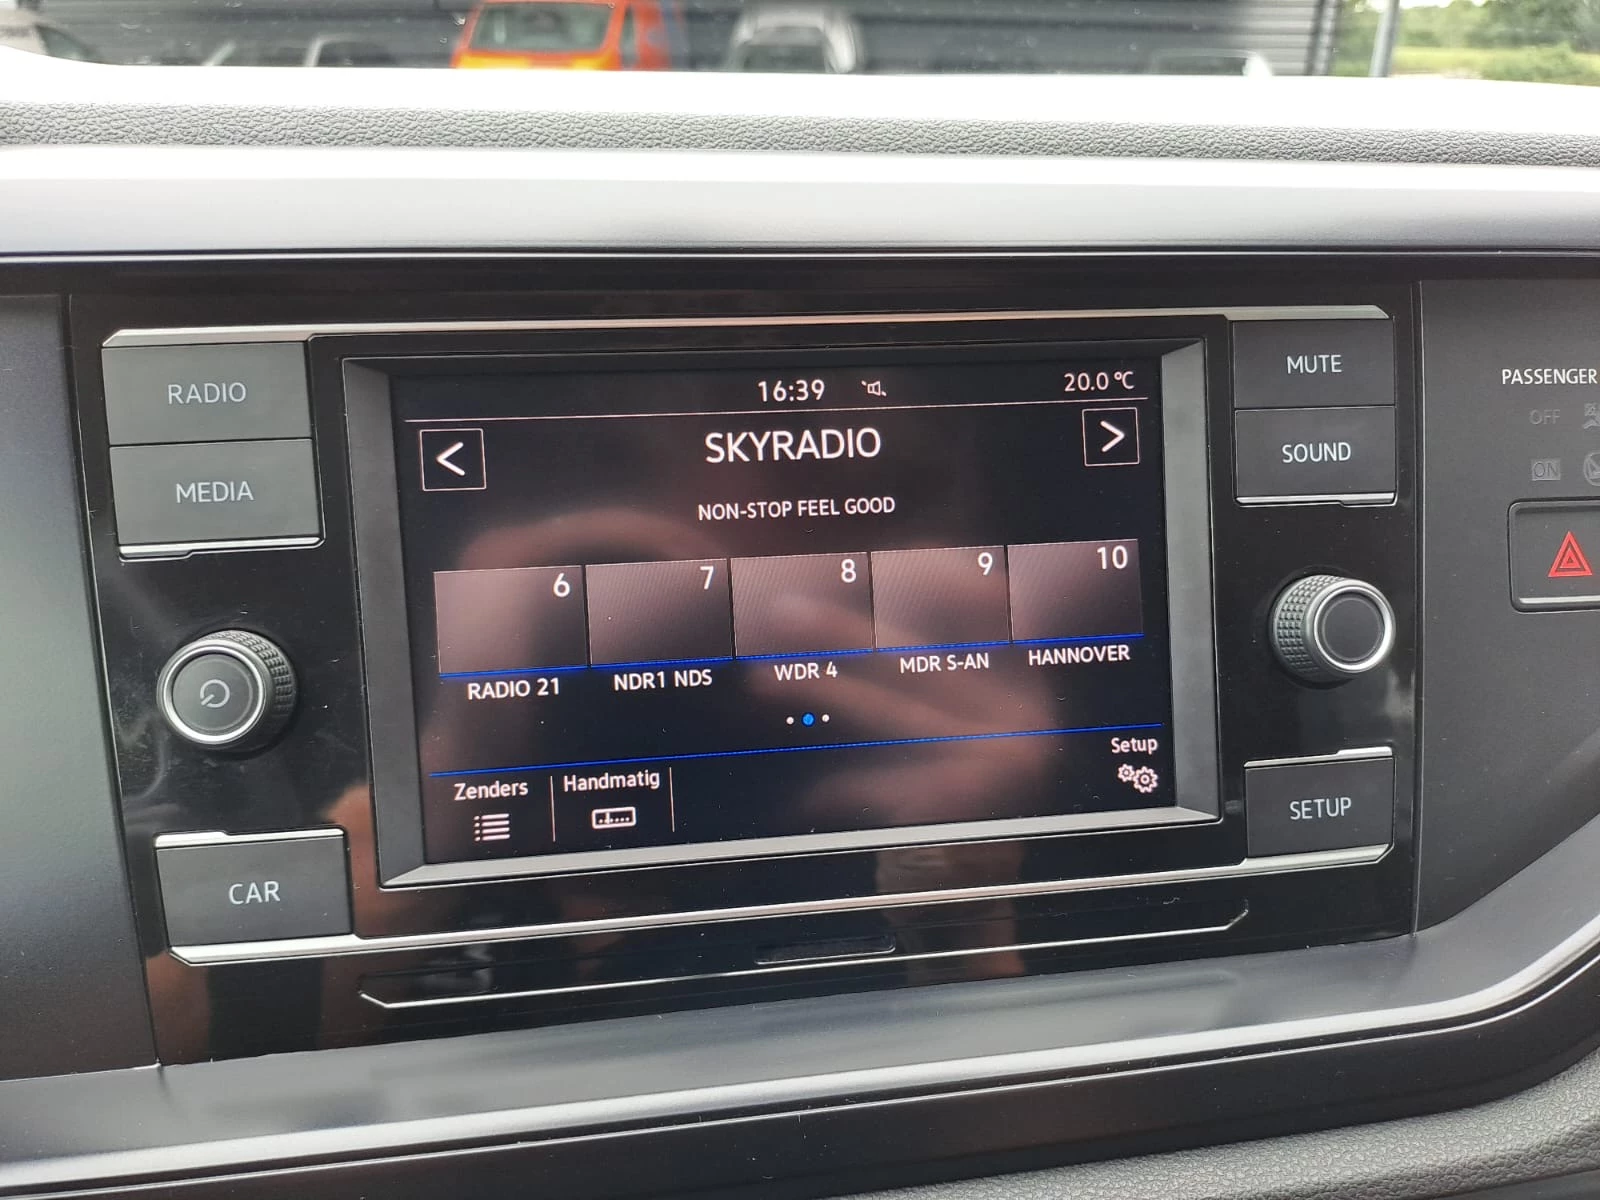 RADIO
MEDIA
CAR
16:39
20.0 °C
<
SKYRADIO
>
NON-STOP FEEL GOOD
6
7
8
9
10
RADIO 21
NDR1 NDS
WDR 4
MDR S-AN
HANNOVER
Zenders
Handmatig
Setup
MUTE
SOUND
SETUP
PASSENGER
OFF
ON